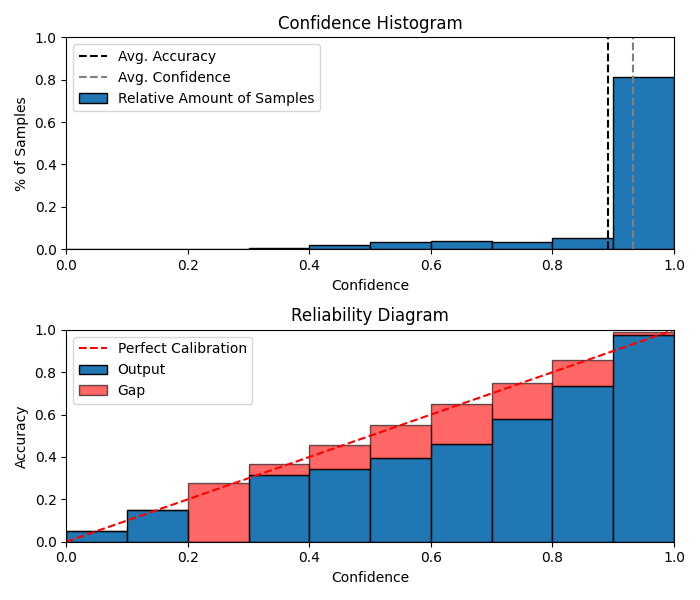 Confidence Histogram
1.0
0.8
0.6
0.4
0.2
0.0
% of Samples
Avg. Accuracy
Avg. Confidence
Relative Amount of Samples
0.0 0.2 0.4 0.6 0.8 1.0
Confidence
Reliability Diagram
1.0
0.8
0.6
0.4
0.2
0.0
Accuracy
Perfect Calibration
Output
Gap
0.0 0.2 0.4 0.6 0.8 1.0
Confidence